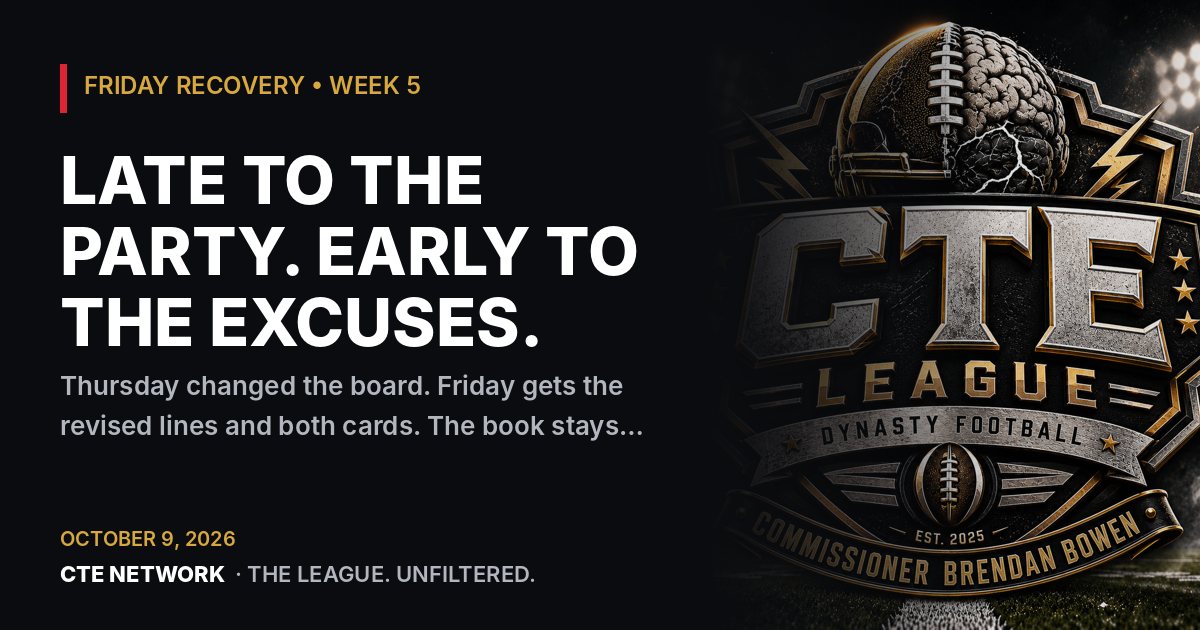 FRIDAY RECOVERY • WEEK 5
LATE TO THE
PARTY. EARLY TO
THE EXCUSES.
Thursday changed the board. Friday gets the
revised lines and both cards. The book stays...
OCTOBER 9, 2026
CTE NETWORK · THE LEAGUE. UNFILTERED.
CTE
LEAGUE
DYNASTY FOOTBALL
EST. 2025
COMMISSIONER BRENDAN BOWEN